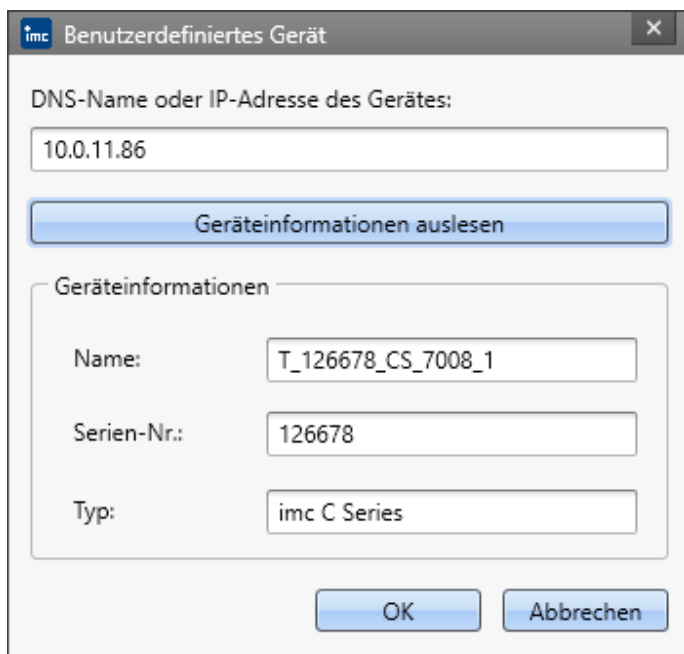 imc Benutzerdefiniertes Gerät
DNS-Name oder IP-Adresse des Gerätes:
10.0.11.86
Geräteinformationen auslesen
Geräteinformationen
Name: T_126678_CS_7008_1
Serien-Nr.: 126678
Typ: imc C Series
OK Abbrechen